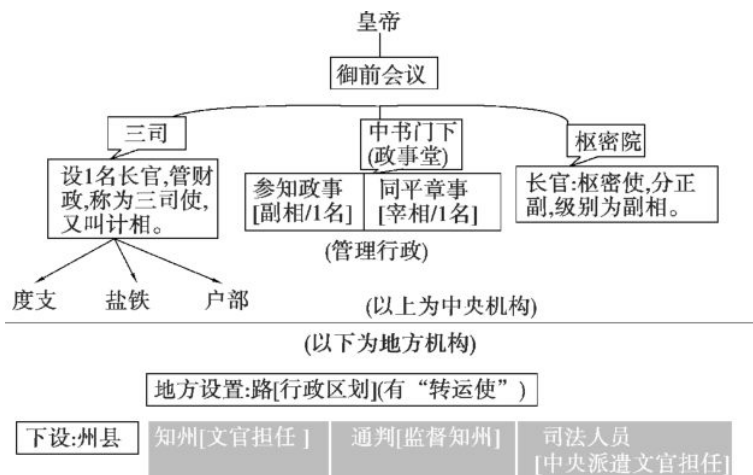 皇帝
御前会议
三司
中书门下
(政事堂)
枢密院
设1名长官,管财
政,称为三司使,
又叫计相。
参知政事
[副相/1名]
同平章事
[宰相/1名]
长官:枢密使,分正
副,级别为副相。
(管理行政)
度支
盐铁
户部
(以上为中央机构)
(以下为地方机构)
地方设置:路[行政区划](有“转运使”)
下设:州县
知州[文官担任]
通判[监督知州]
司法人员
[中央派遣文官担任]